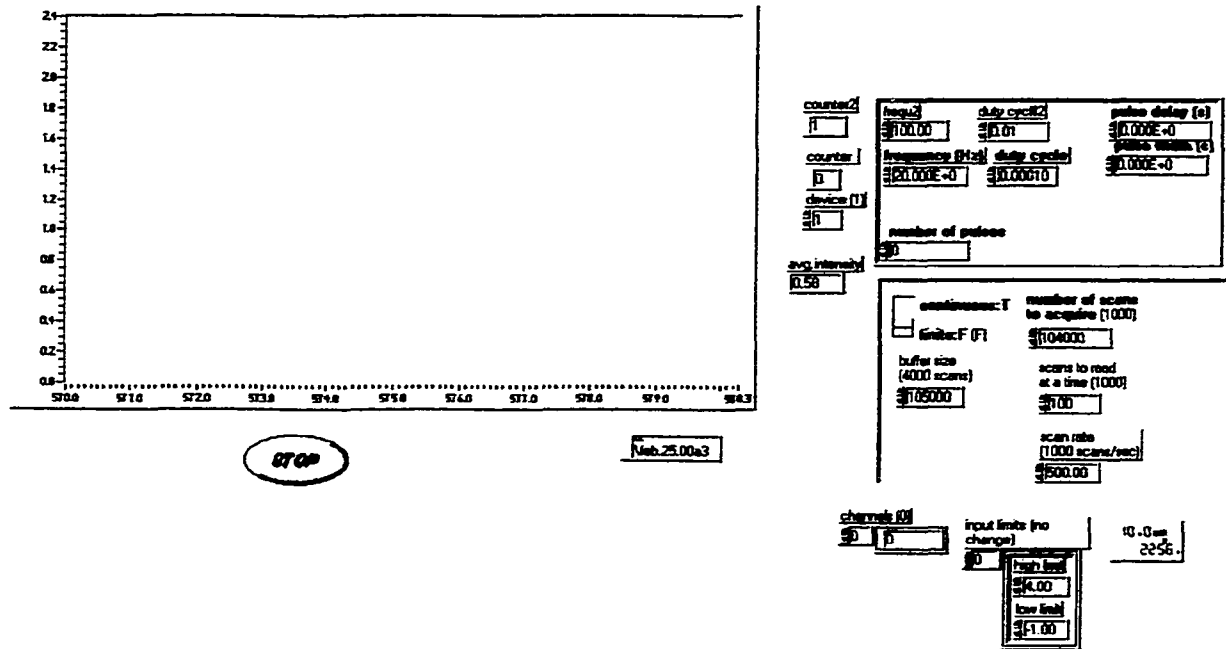 2.4
2.2
2.0
1.8
1.6
1.4
1.2
1.0
0.8
0.6
0.4
0.2
0.0
570.0 571.0 572.0 573.0 574.0 575.0 576.0 577.0 578.0 579.0
STOP
counter2
1
counter
0
device (1)
1
avg.intensity
0.58
frequ2
100.00
duty cycl#2
0.01
pulse delay (s)
0.000E+0
frequency (Hz)
20.000E+0
duty cycle
0.00010
pulse width (s)
0.000E+0
number of pulses
0
continuous:T
limits:F (F)
number of scans
to acquire (1000)
104000
buffer size
(4000 scans)
105000
scans to read
at a time (1000)
100
scan rate
(1000 scans/sec)
500.00
channels (0)
0 0
input limits (no
change)
0
high limit
4.00
low limit
-1.00
2256.